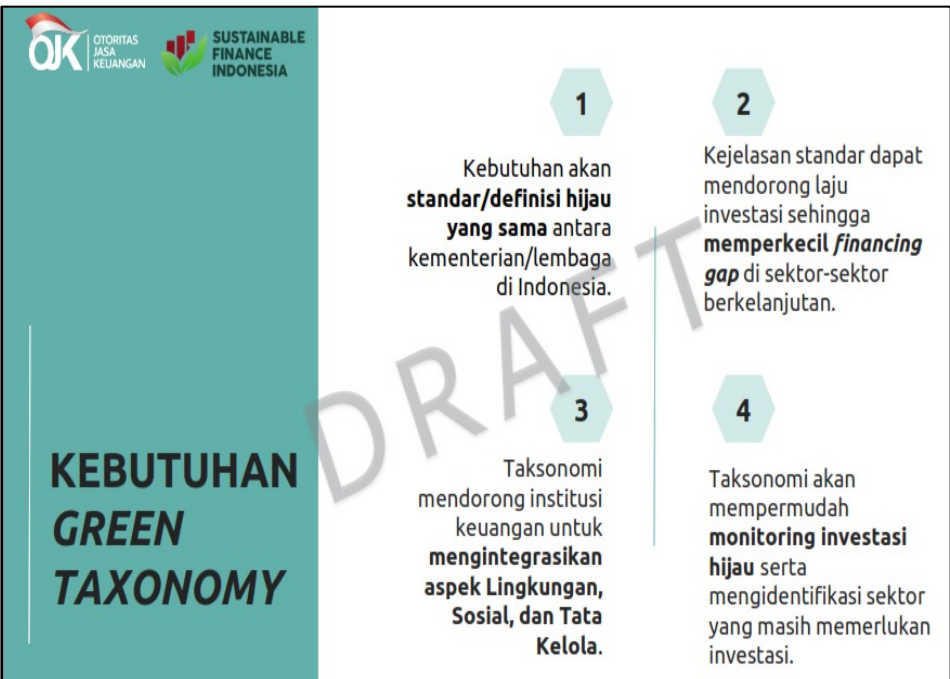 OJK
OTORITAS
JASA
KEUANGAN
SUSTAINABLE
FINANCE
INDONESIA
KEBUTUHAN
GREEN
TAXONOMY
1
Kebutuhan akan
standar/definisi hijau
yang sama antara
kementerian/lembaga
di Indonesia.
2
Kejelasan standar dapat
mendorong laju
investasi sehingga
memperkecil financing
gap di sektor-sektor
berkelanjutan.
3
Taksonomi
mendorong institusi
keuangan untuk
mengintegrasikan
aspek Lingkungan,
Sosial, dan Tata
Kelola.
4
Taksonomi akan
mempermudah
monitoring investasi
hijau serta
mengidentifikasi sektor
yang masih memerlukan
investasi.
DRAFT